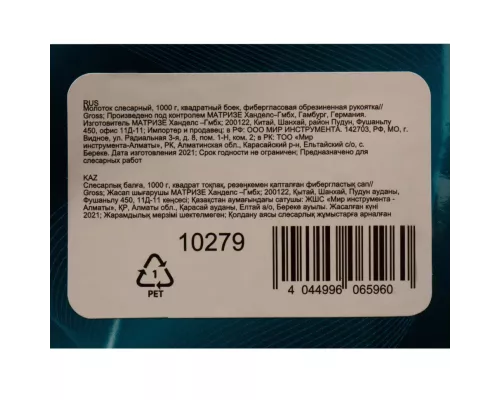 RUS
Молоток слесарный, 1000 г, квадратный боек, фибергласовая обрезиненная рукоятка//
Gross; Произведено под контролем МАТРИЗЕ Ханделс–Гмбх, Гамбург, Германия.
Изготовитель МАТРИЗЕ Ханделс –Гмбх; 200122, Китай, Шанхай, район Пудун, Фушаньлу
450, офис 11Д-11; Импортер и продавец: в РФ: ООО МИР ИНСТРУМЕНТА. 142703, РФ, МО, г.
Видное, ул. Радиальная 3-я, д. 8, пом. 1-Н, ком. 2; в РК: ТОО «Мир
инструмента-Алматы», РК, Алматинская обл., Карасайский р-н, Ельтайский с/о, с.
Береке. Дата изготовления 2021; Срок годности не ограничен; Предназначено для
слесарных работ
KAZ
Слесарлық балға, 1000 г, квадрат тоқпақ, резеңкемен қапталған фибергластық сап//
Gross; Жасап шығарушы МАТРИЗЕ Ханделс –Гмбх; 200122, Қытай, Шанхай, Пудун ауданы,
Фушаньлу 450, 11Д-11 кеңсесі; Қазақстан аумағындағы сатушы: ЖШС «Мир инструмента -
Алматы», ҚР, Алматы обл., Қарасай ауданы, Елтай а/о, Береке ауылы. Жасалған күні
2021; Жарамдылық мерзімі шектелмеген; Қолдану аясы слесарлық жұмыстарға арналған
10279
1
PET
4 044996 065960